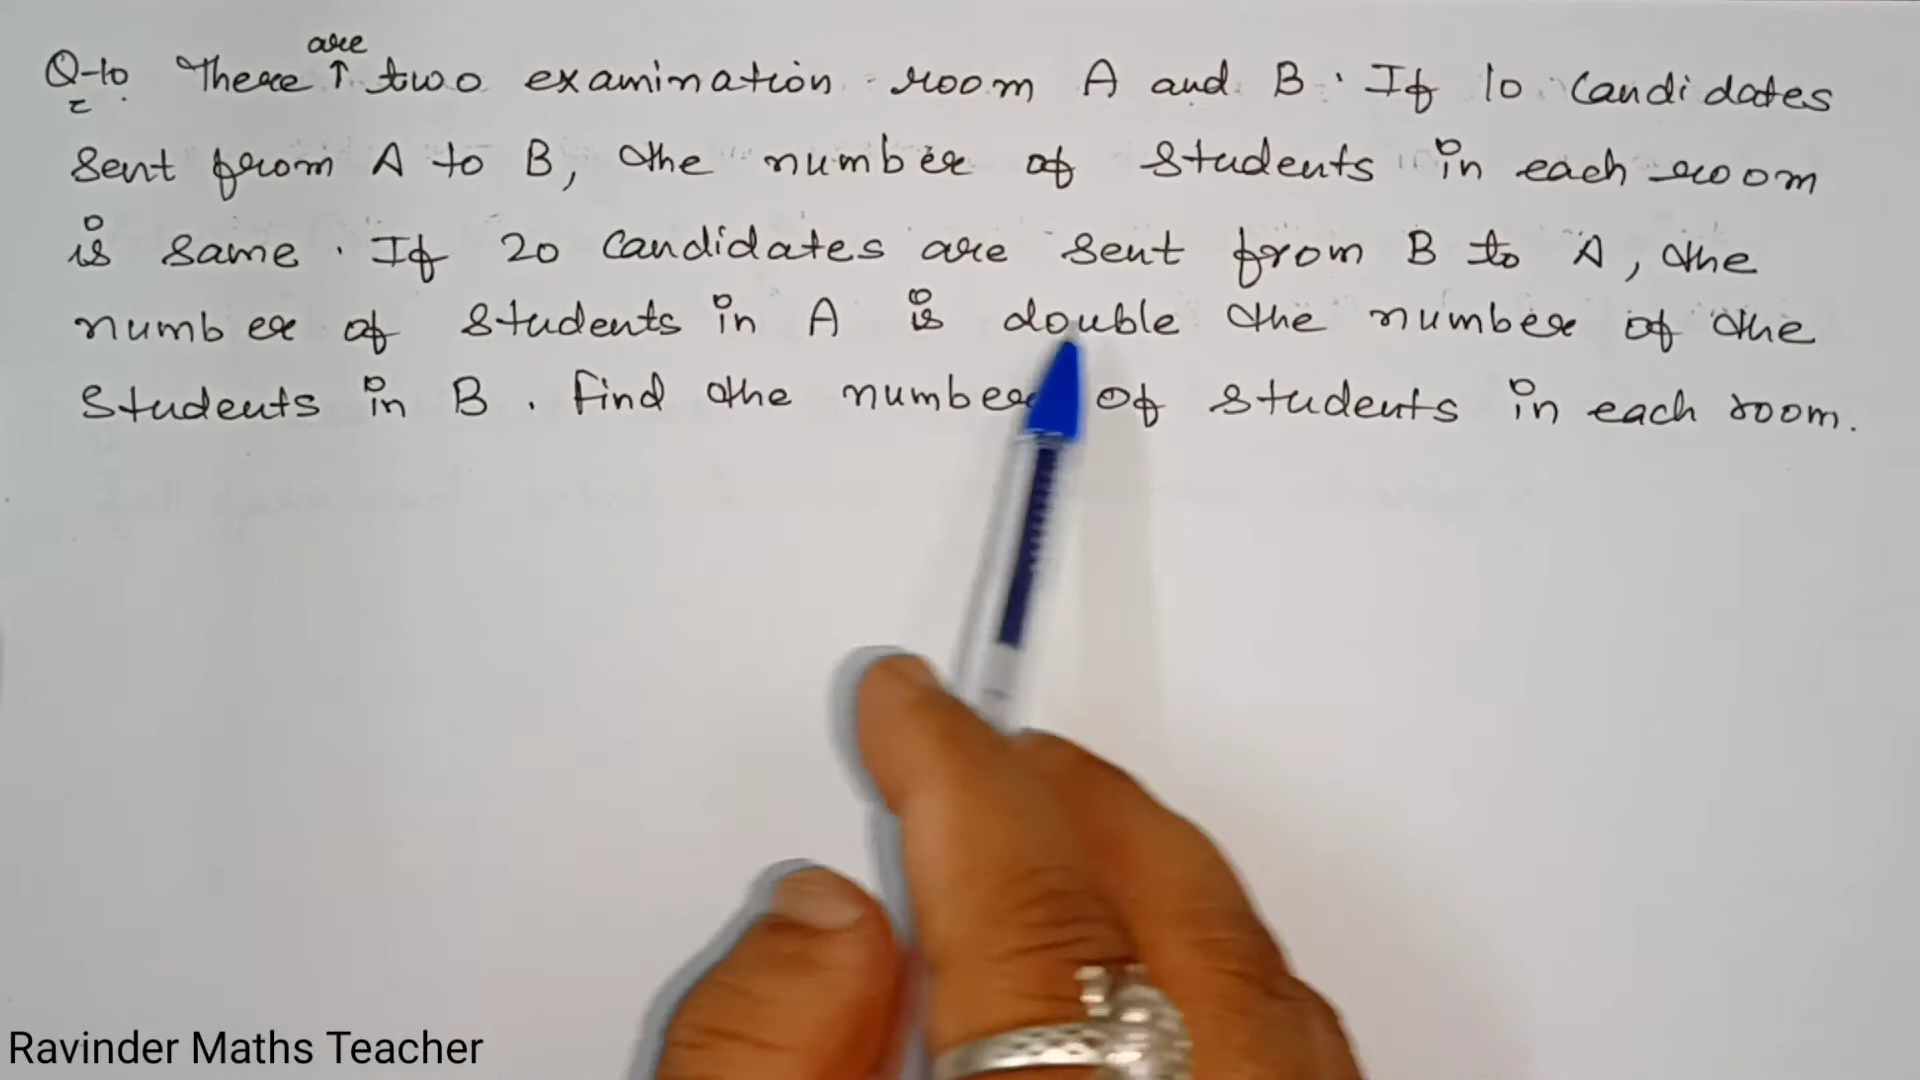 Q-10 There are two examination room A and B. If 10 Candidates
sent from A to B, the number of students in each room
is same. If 20 Candidates are sent from B to A, the
number of students in A is double the number of the
students in B. Find the number of students in each room.
Ravinder Maths Teacher